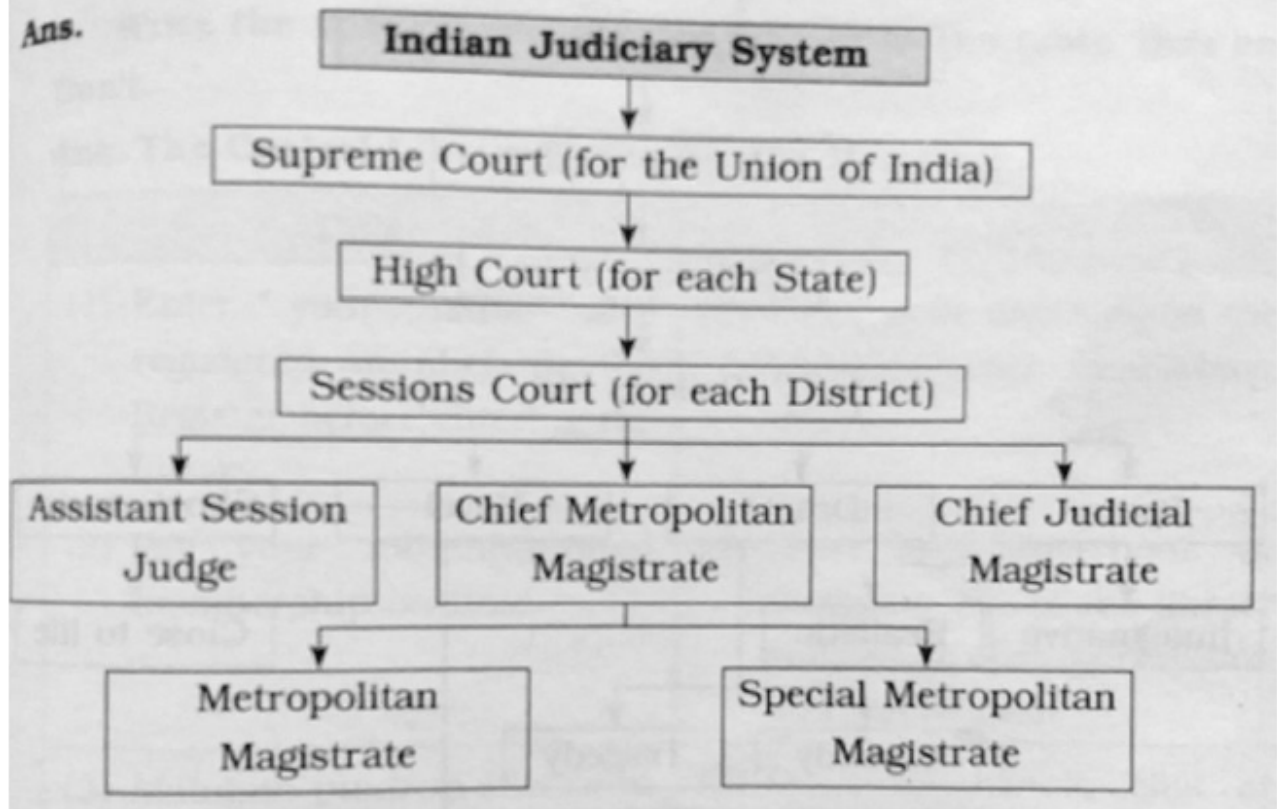 Ans.
Indian Judiciary System
Supreme Court (for the Union of India)
High Court (for each State)
Sessions Court (for each District)
Assistant Session
Judge
Chief Metropolitan
Magistrate
Chief Judicial
Magistrate
Metropolitan
Magistrate
Special Metropolitan
Magistrate